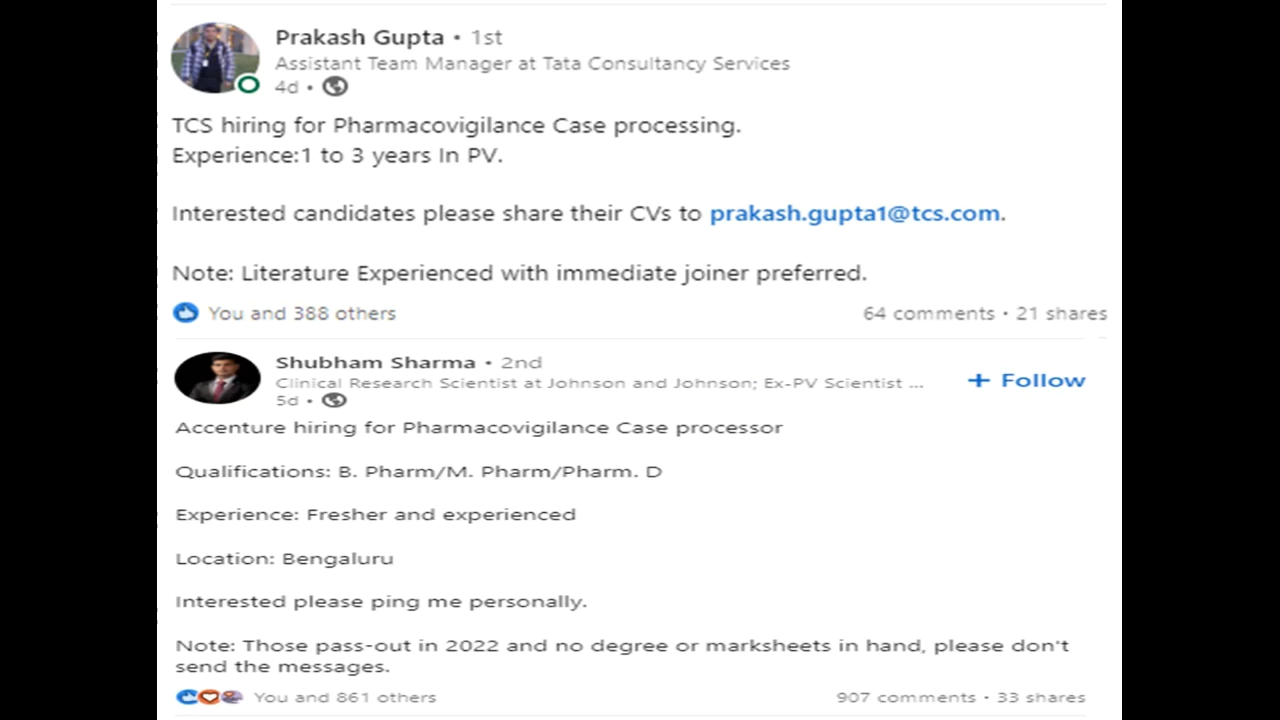 Prakash Gupta • 1st
Assistant Team Manager at Tata Consultancy Services
4d •
TCS hiring for Pharmacovigilance Case processing.
Experience:1 to 3 years In PV.
Interested candidates please share their CVs to prakash.gupta1@tcs.com.
Note: Literature Experienced with immediate joiner preferred.
You and 388 others 64 comments • 21 shares
Shubham Sharma • 2nd
Clinical Research Scientist at Johnson and Johnson; Ex-PV Scientist ...
+ Follow
5d •
Accenture hiring for Pharmacovigilance Case processor
Qualifications: B. Pharm/M. Pharm/Pharm. D
Experience: Fresher and experienced
Location: Bengaluru
Interested please ping me personally.
Note: Those pass-out in 2022 and no degree or marksheets in hand, please don't
send the messages.
You and 861 others 907 comments • 33 shares